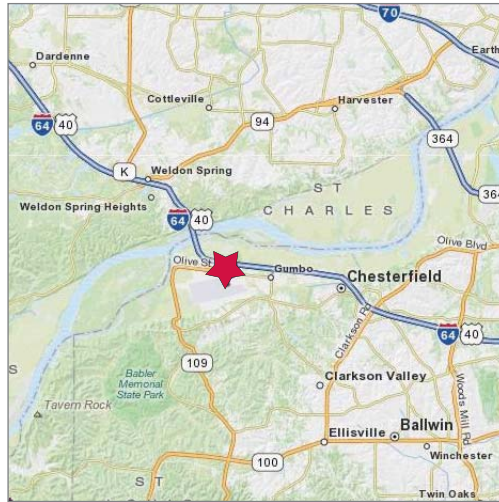 70
Earth
Dardenne
Cottleville
Harvester
64 40
94
364
K
Weldon Spring
364
ST
Weldon Spring Heights
CHARLES
64 40
Olive Blvd
Olive St
Gumbo
Chesterfield
Clarkson Rd
64 40
109
Babler
Memorial
State Park
Clarkson Valley
S
Tavern Rock
Woods Mill Rd
Ballwin
Ellisville
Winchester
100
ST
Twin Oaks